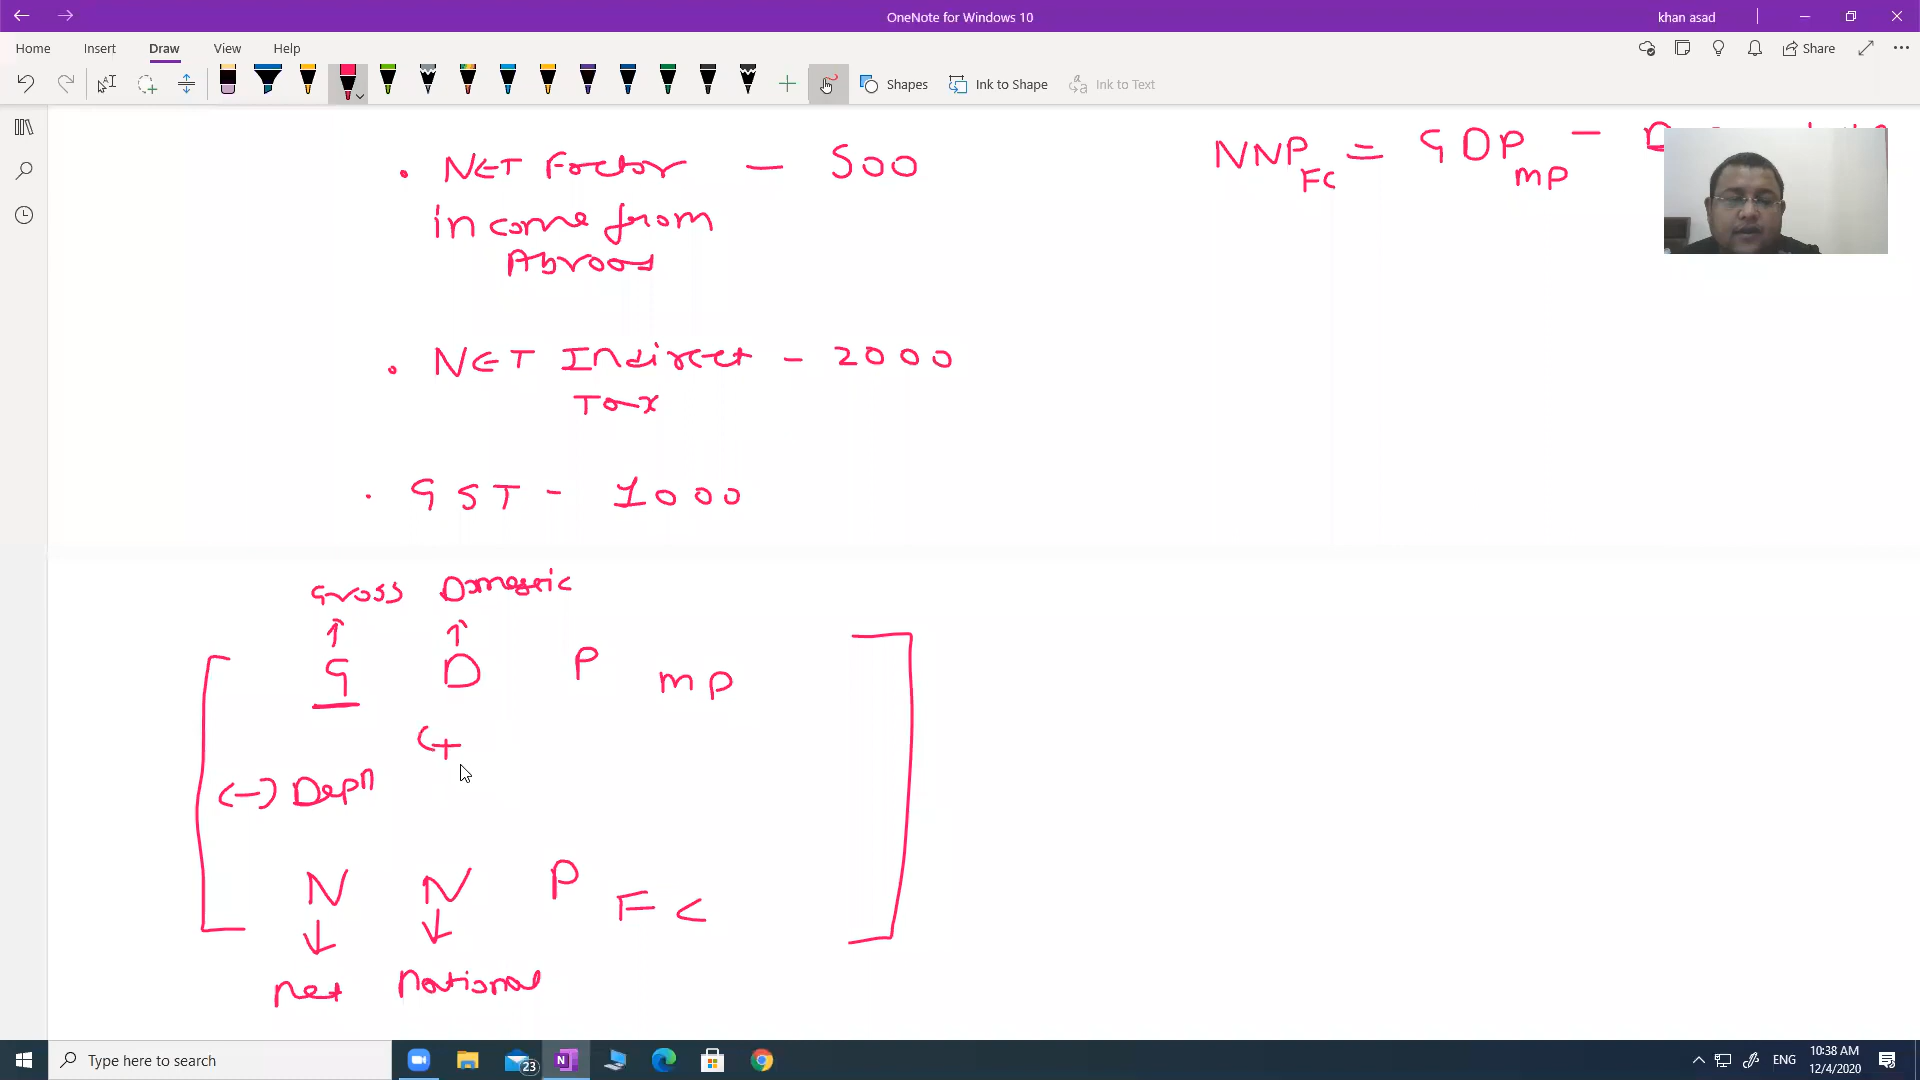 OneNote for Windows 10
khan asad
Home Insert Draw View Help
Share
Shapes Ink to Shape Ink to Text
• NET Factor — 500
income from
Abroad
NNP FC = GDP mp —
• NET Indirect - 2000
Tax
• GST - 1000
Gross Domestic
G D P mp
(+
(-) Depn
N N P FC
net national
Type here to search
23
ENG
10:38 AM
12/4/2020